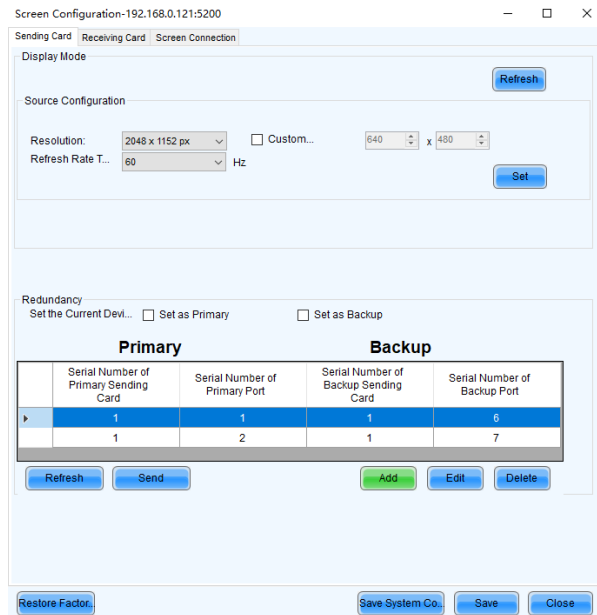 Screen Configuration-192.168.0.121:5200
Sending Card Receiving Card Screen Connection
Display Mode
Refresh
Source Configuration
Resolution: 2048 x 1152 px Custom... 640 x 480
Refresh Rate T... 60 Hz
Set
Redundancy
Set the Current Devi... Set as Primary Set as Backup
Primary Backup
Serial Number of Primary Sending Card Serial Number of Primary Port Serial Number of Backup Sending Card Serial Number of Backup Port
1 1 1 6
1 2 1 7
Refresh Send Add Edit Delete
Restore Factor.. Save System Co.. Save Close